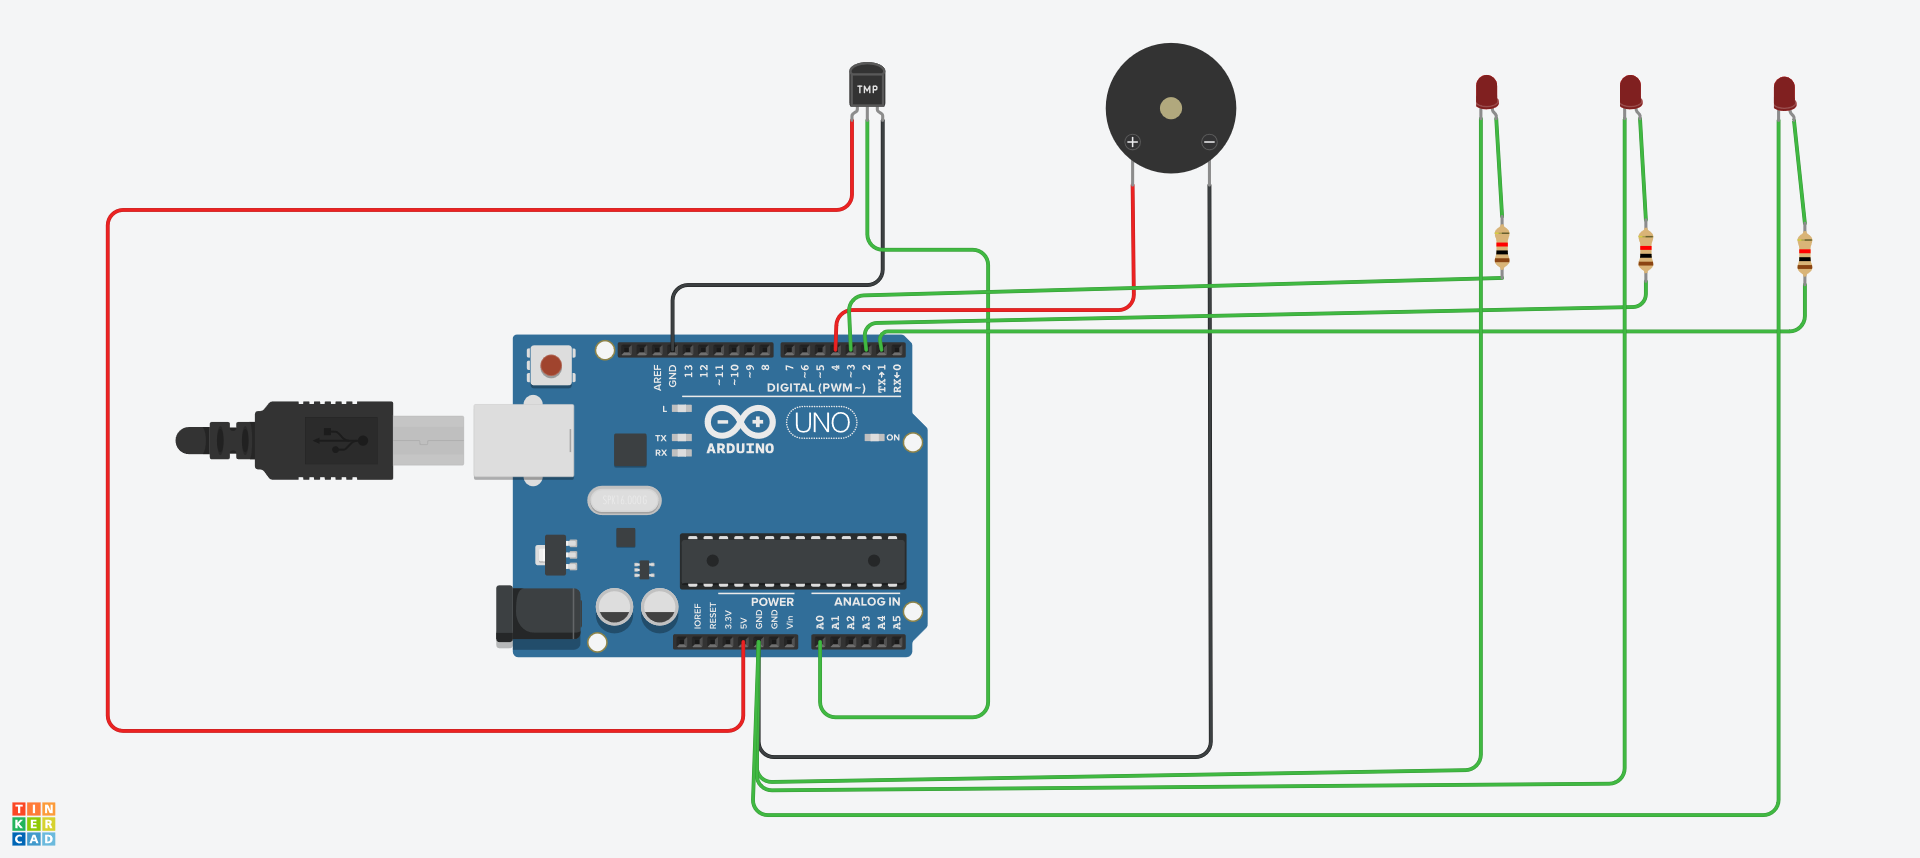 TMP
+ −
AREF
GND
13
12
~11
~10
~9
8
7
~6
~5
4
~3
2
TX→1
RX←0
DIGITAL (PWM~)
L
TX
RX
UNO
ON
ARDUINO
POWER
ANALOG IN
IOREF
RESET
3.3V
5V
GND
GND
Vin
A0
A1
A2
A3
A4
A5
TIN
KER
CAD